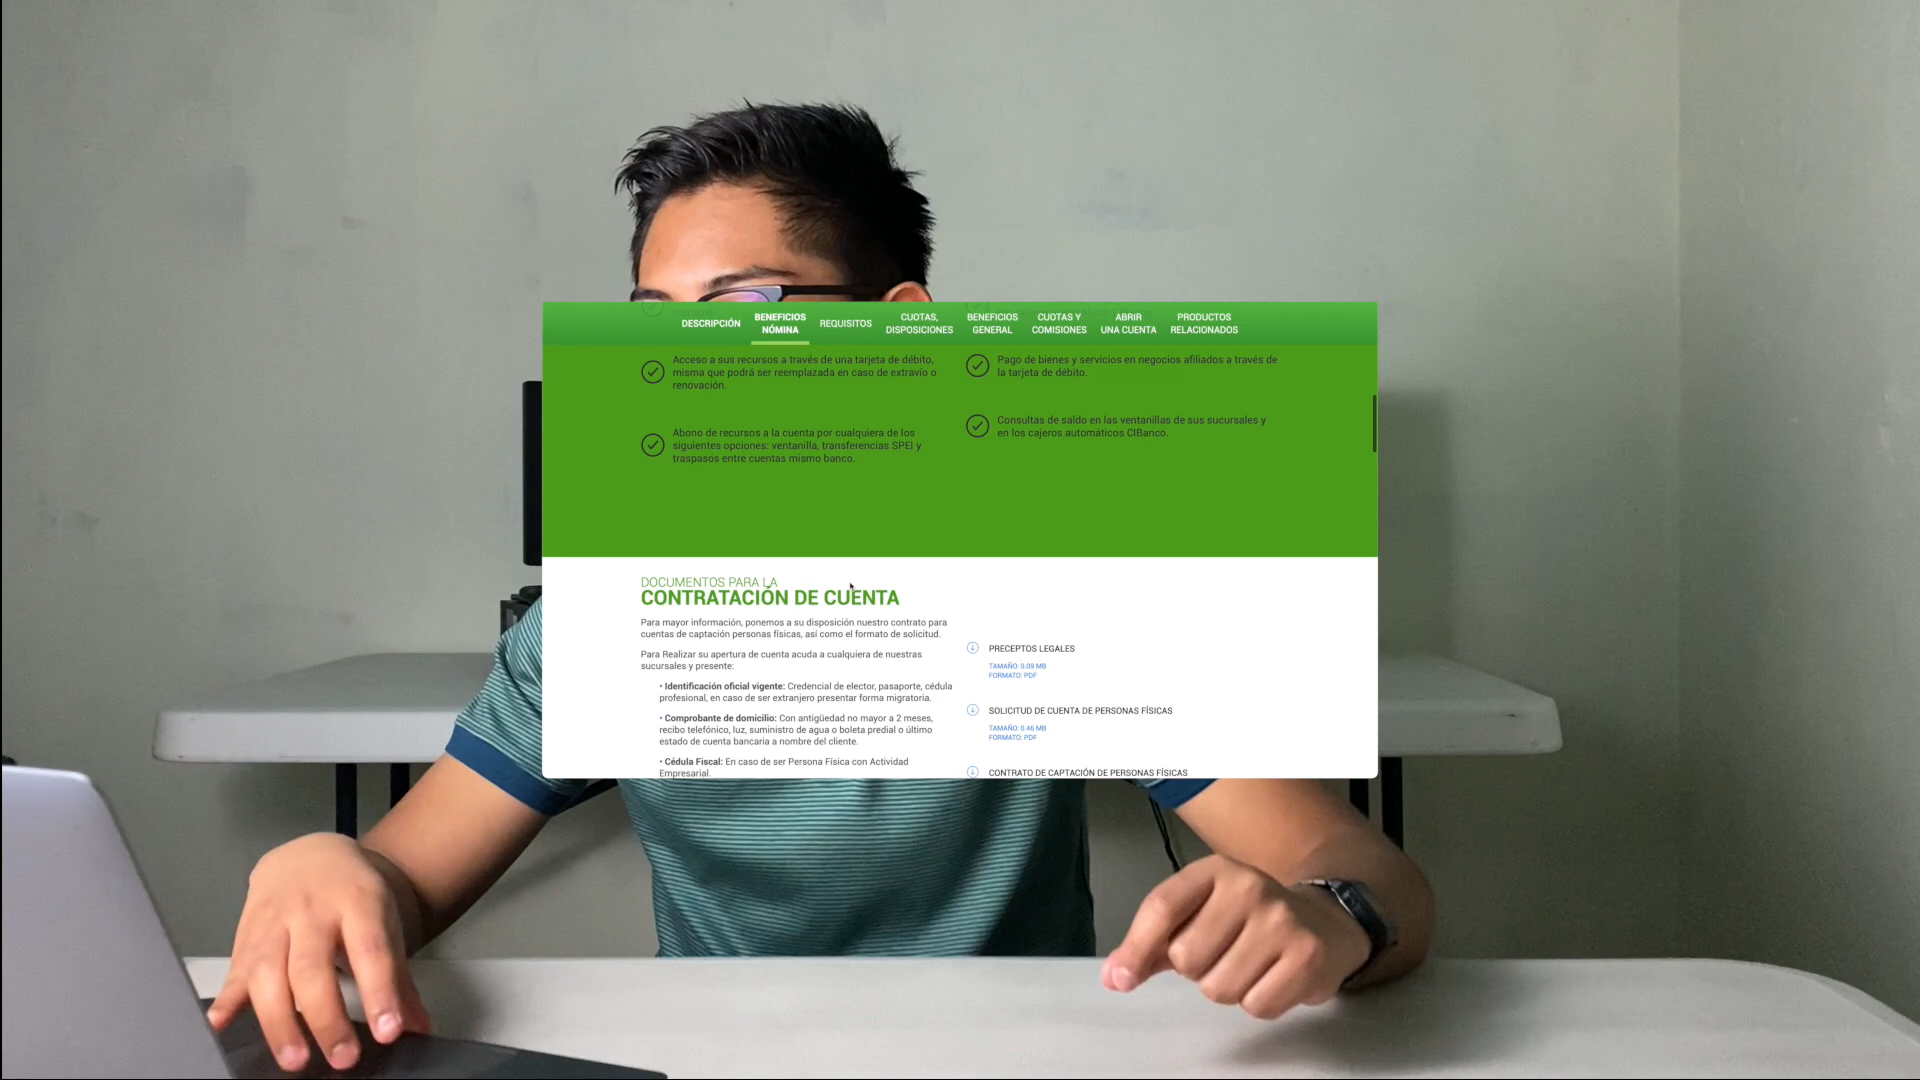 DESCRIPCIÓN
BENEFICIOS
NÓMINA
REQUISITOS
CUOTAS,
DISPOSICIONES
BENEFICIOS
GENERAL
CUOTAS Y
COMISIONES
ABRIR
UNA CUENTA
PRODUCTOS
RELACIONADOS
Acceso a sus recursos a través de una tarjeta de débito,
misma que podrá ser reemplazada en caso de extravío o
renovación.
Abono de recursos a la cuenta por cualquiera de los
siguientes opciones: ventanilla, transferencias SPEI y
traspasos entre cuentas mismo banco.
Pago de bienes y servicios en negocios afiliados a través de
la tarjeta de débito.
Consultas de saldo en las ventanillas de sus sucursales y
en los cajeros automáticos CIBanco.
DOCUMENTOS PARA LA
CONTRATACIÓN DE CUENTA
Para mayor información, ponemos a su disposición nuestro contrato para
cuentas de captación personas físicas, así como el formato de solicitud.
Para Realizar su apertura de cuenta acuda a cualquiera de nuestras
sucursales y presente:
• Identificación oficial vigente: Credencial de elector, pasaporte, cédula
profesional, en caso de ser extranjero presentar forma migratoria.
• Comprobante de domicilio: Con antigüedad no mayor a 2 meses,
recibo telefónico, luz, suministro de agua o boleta predial o último
estado de cuenta bancaria a nombre del cliente.
• Cédula Fiscal: En caso de ser Persona Física con Actividad
Empresarial.
PRECEPTOS LEGALES
TAMAÑO: 0.09 MB
FORMATO: PDF
SOLICITUD DE CUENTA DE PERSONAS FÍSICAS
TAMAÑO: 0.46 MB
FORMATO: PDF
CONTRATO DE CAPTACIÓN DE PERSONAS FÍSICAS